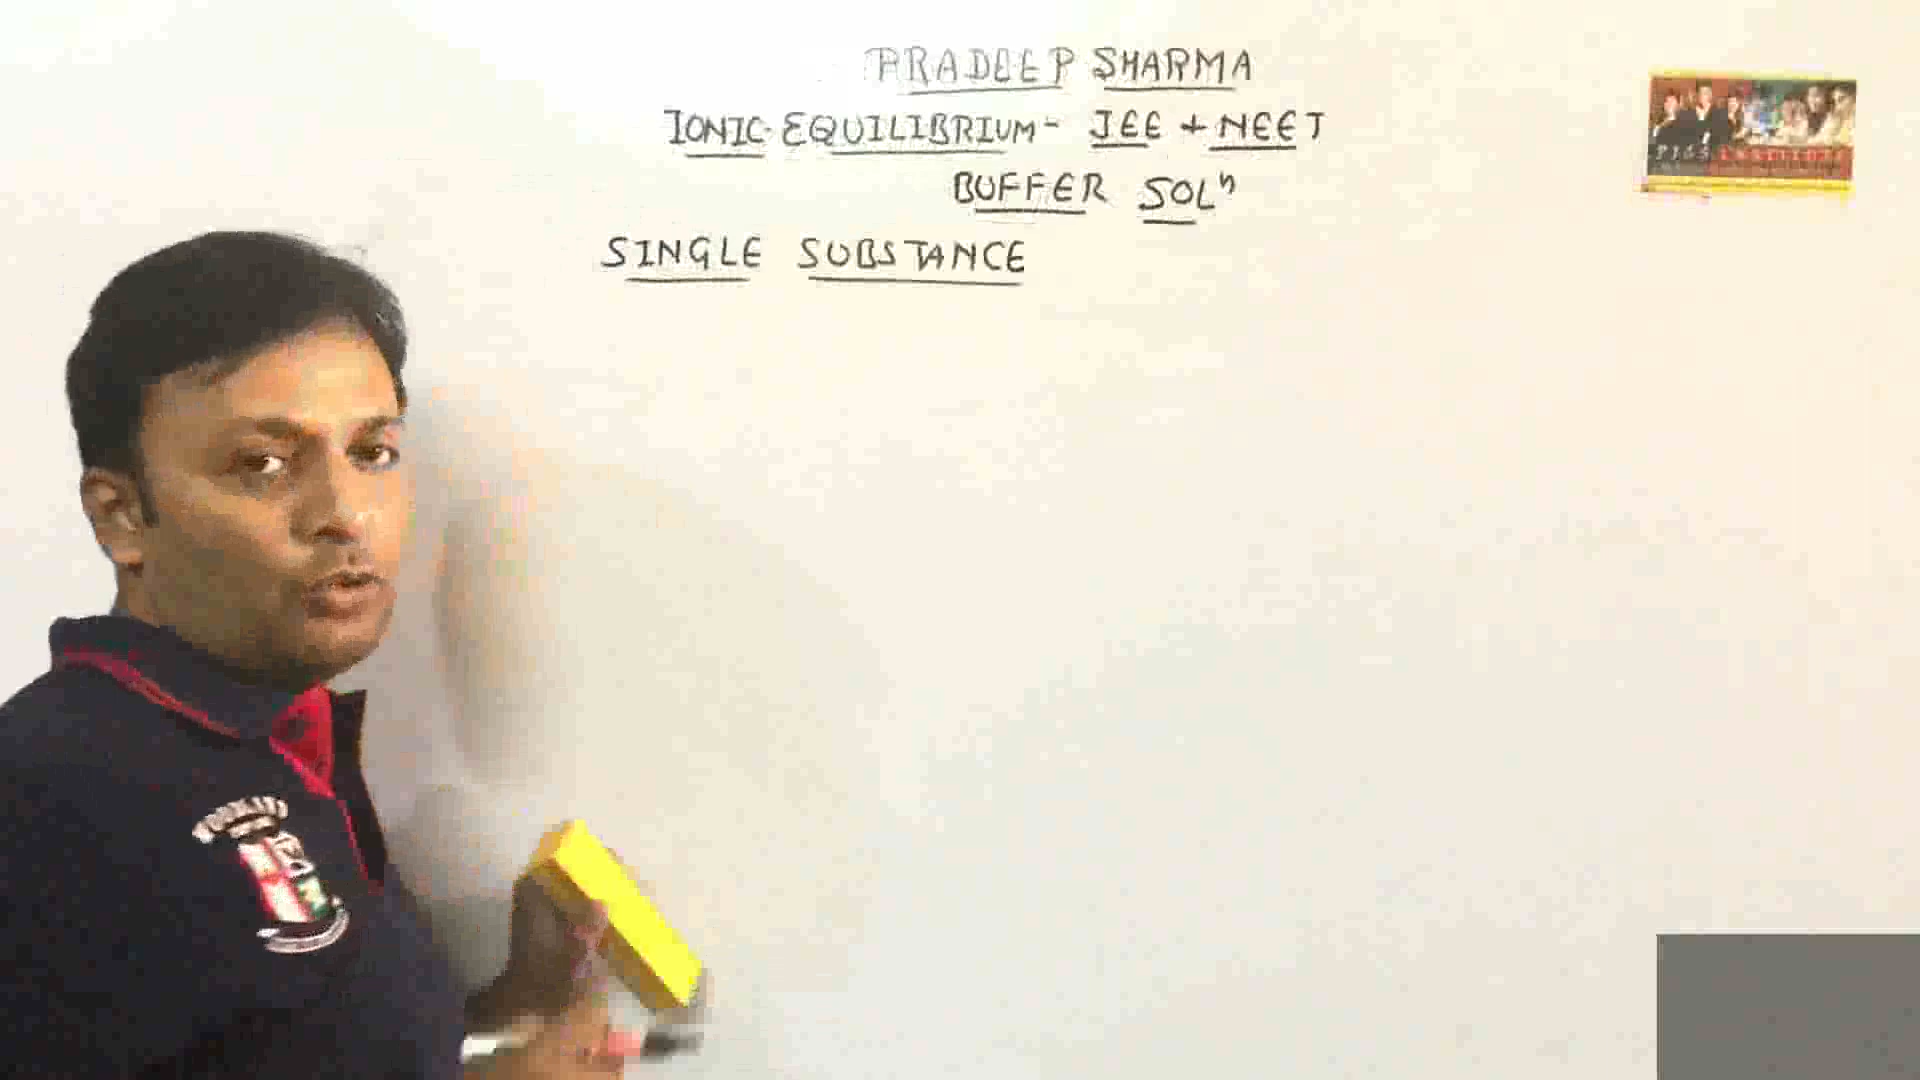 PRADEEP SHARMA
IONIC EQUILIBRIUM - JEE + NEET
BUFFER SOLⁿ
SINGLE SUBSTANCE